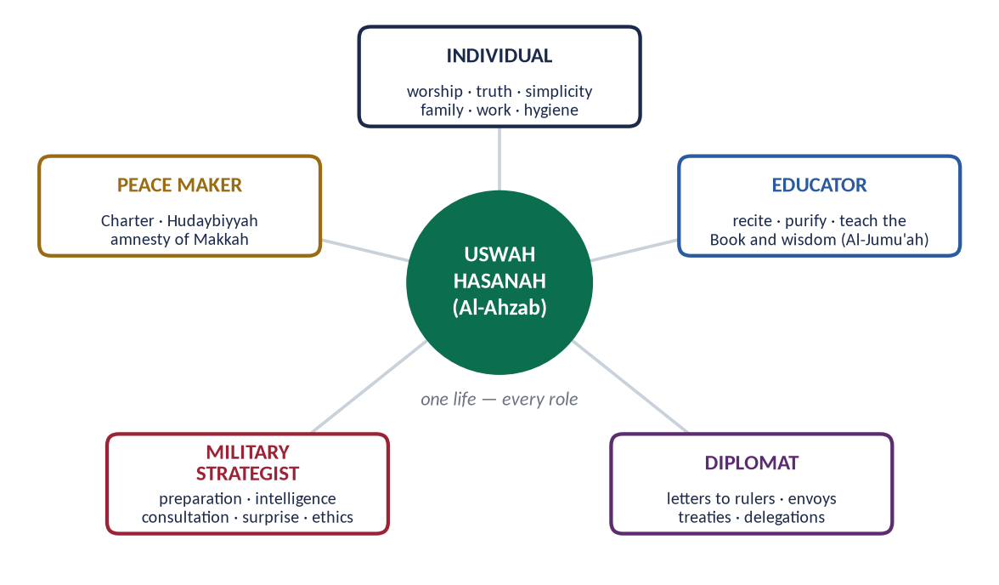 INDIVIDUAL
worship · truth · simplicity
family · work · hygiene
PEACE MAKER
Charter · Hudaybiyyah
amnesty of Makkah
EDUCATOR
recite · purify · teach the
Book and wisdom (Al-Jumu'ah)
USWAH
HASANAH
(Al-Ahzab)
one life — every role
MILITARY
STRATEGIST
preparation · intelligence
consultation · surprise · ethics
DIPLOMAT
letters to rulers · envoys
treaties · delegations